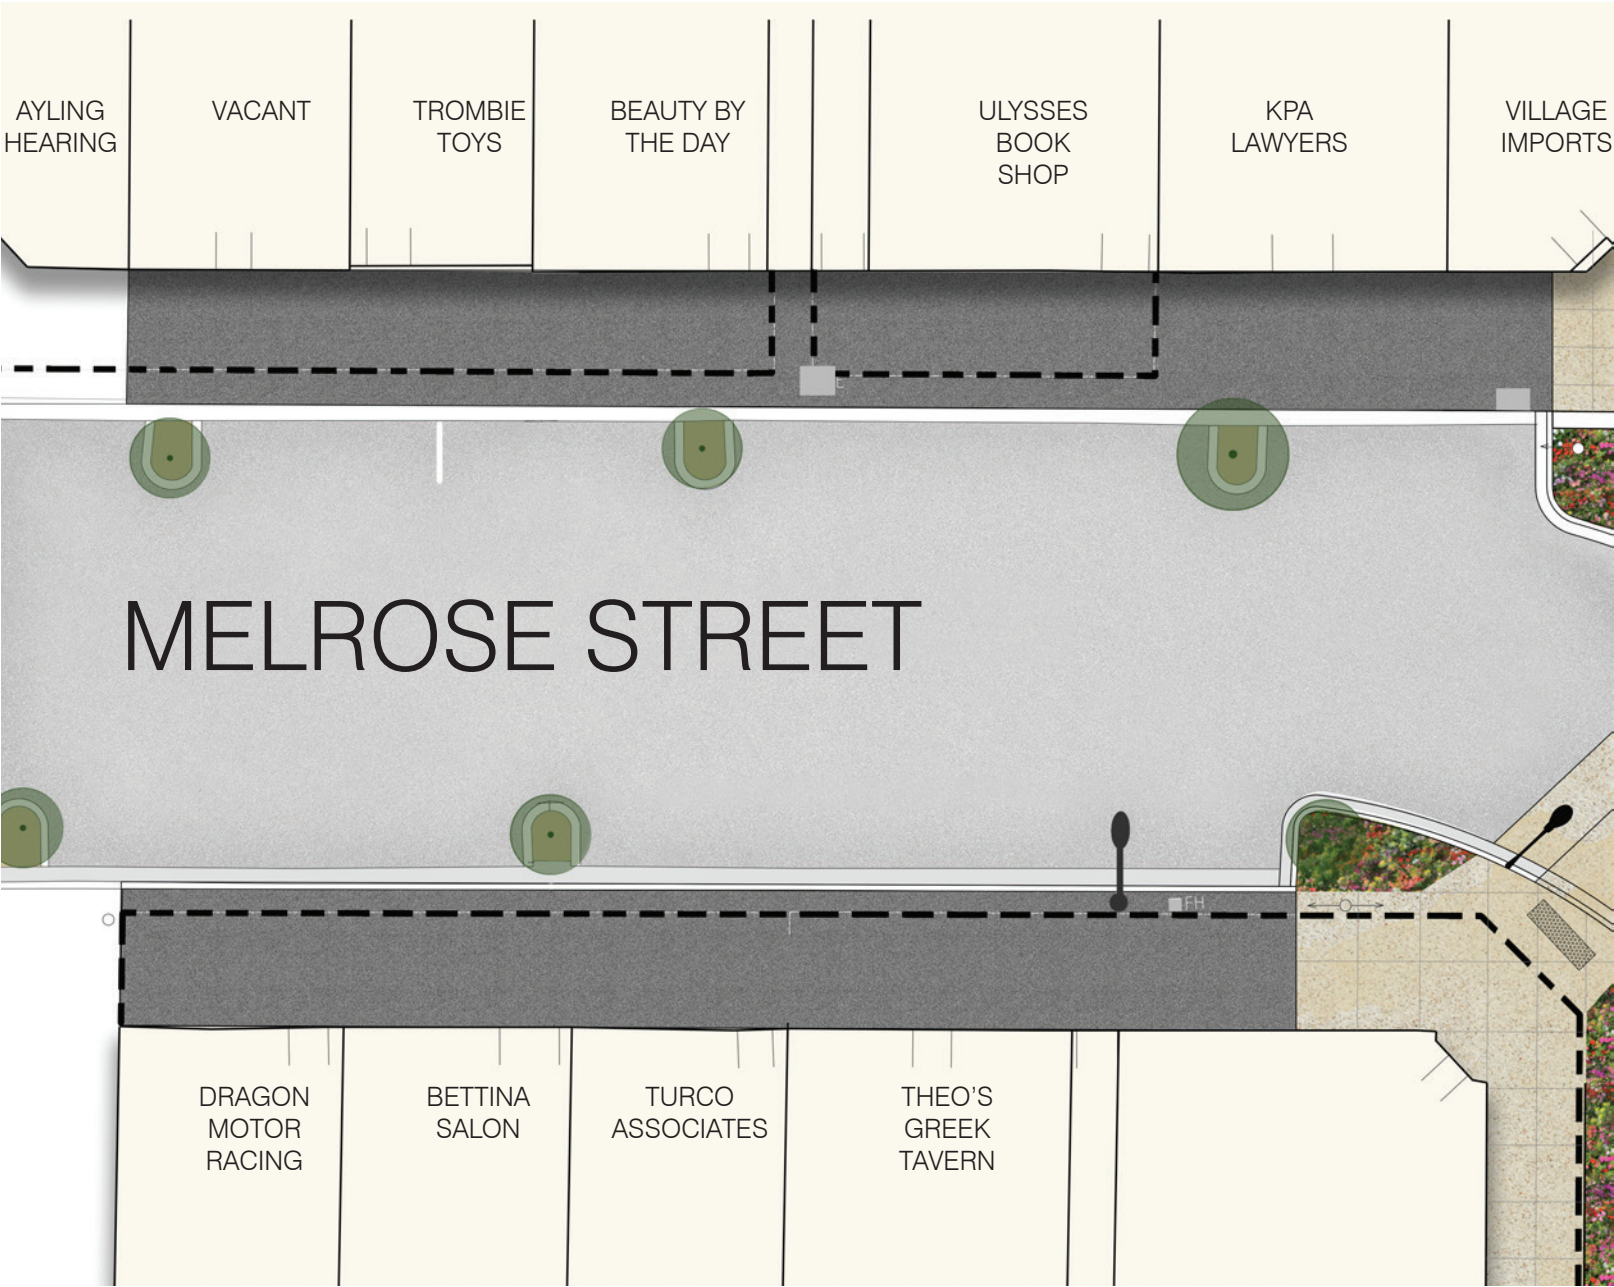 AYLING
HEARING
VACANT
TROMBIE
TOYS
BEAUTY BY
THE DAY
ULYSSES
BOOK
SHOP
KPA
LAWYERS
VILLAGE
IMPORTS
E
MELROSE STREET
FH
DRAGON
MOTOR
RACING
BETTINA
SALON
TURCO
ASSOCIATES
THEO'S
GREEK
TAVERN